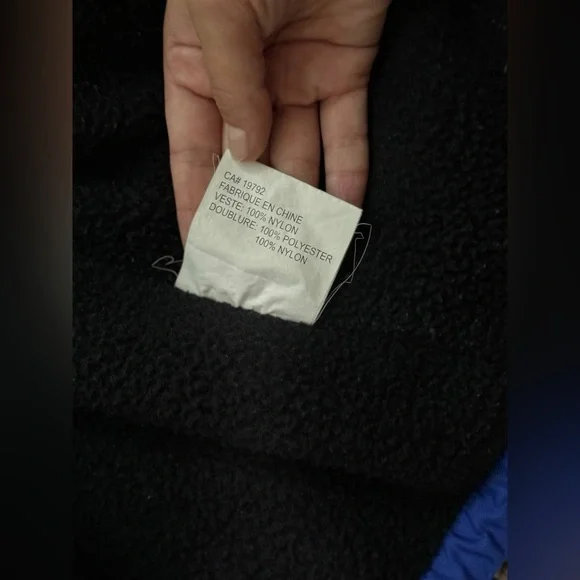 CA# 19792
FABRIQUE EN CHINE
VESTE: 100% NYLON
DOUBLURE: 100% POLYESTER
100% NYLON